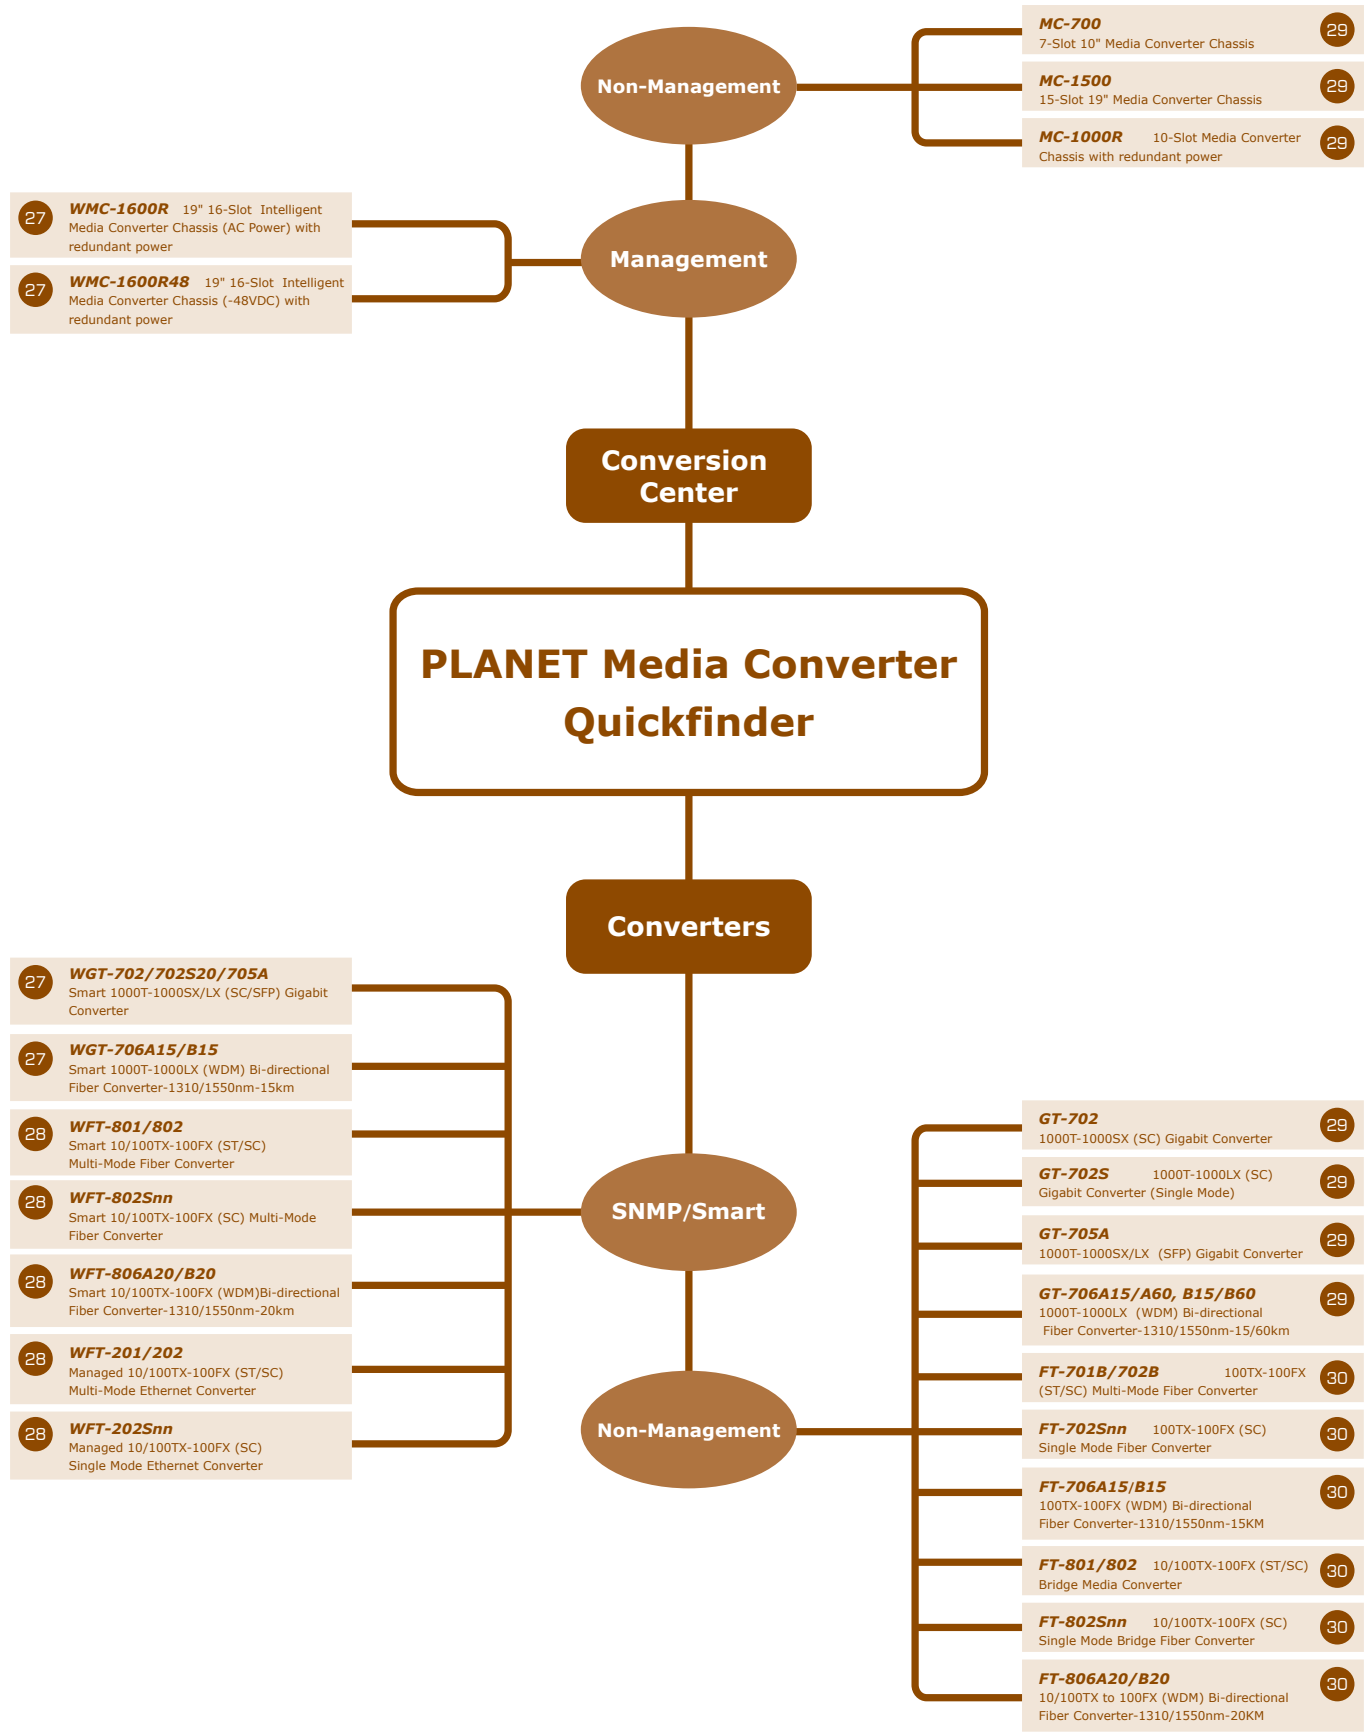 Non-Management
MC-700
7-Slot 10" Media Converter Chassis
29
MC-1500
15-Slot 19" Media Converter Chassis
29
MC-1000R 10-Slot Media Converter
Chassis with redundant power
29
Management
27
WMC-1600R 19" 16-Slot Intelligent
Media Converter Chassis (AC Power) with
redundant power
27
WMC-1600R48 19" 16-Slot Intelligent
Media Converter Chassis (-48VDC) with
redundant power
Conversion
Center
PLANET Media Converter
Quickfinder
Converters
27
WGT-702/702S20/705A
Smart 1000T-1000SX/LX (SC/SFP) Gigabit
Converter
27
WGT-706A15/B15
Smart 1000T-1000LX (WDM) Bi-directional
Fiber Converter-1310/1550nm-15km
28
WFT-801/802
Smart 10/100TX-100FX (ST/SC)
Multi-Mode Fiber Converter
28
WFT-802Snn
Smart 10/100TX-100FX (SC) Multi-Mode
Fiber Converter
28
WFT-806A20/B20
Smart 10/100TX-100FX (WDM)Bi-directional
Fiber Converter-1310/1550nm-20km
28
WFT-201/202
Managed 10/100TX-100FX (ST/SC)
Multi-Mode Ethernet Converter
28
WFT-202Snn
Managed 10/100TX-100FX (SC)
Single Mode Ethernet Converter
SNMP/Smart
Non-Management
GT-702
1000T-1000SX (SC) Gigabit Converter
29
GT-702S 1000T-1000LX (SC)
Gigabit Converter (Single Mode)
29
GT-705A
1000T-1000SX/LX (SFP) Gigabit Converter
29
GT-706A15/A60, B15/B60
1000T-1000LX (WDM) Bi-directional
Fiber Converter-1310/1550nm-15/60km
29
FT-701B/702B 100TX-100FX
(ST/SC) Multi-Mode Fiber Converter
30
FT-702Snn 100TX-100FX (SC)
Single Mode Fiber Converter
30
FT-706A15/B15
100TX-100FX (WDM) Bi-directional
Fiber Converter-1310/1550nm-15KM
30
FT-801/802 10/100TX-100FX (ST/SC)
Bridge Media Converter
30
FT-802Snn 10/100TX-100FX (SC)
Single Mode Bridge Fiber Converter
30
FT-806A20/B20
10/100TX to 100FX (WDM) Bi-directional
Fiber Converter-1310/1550nm-20KM
30